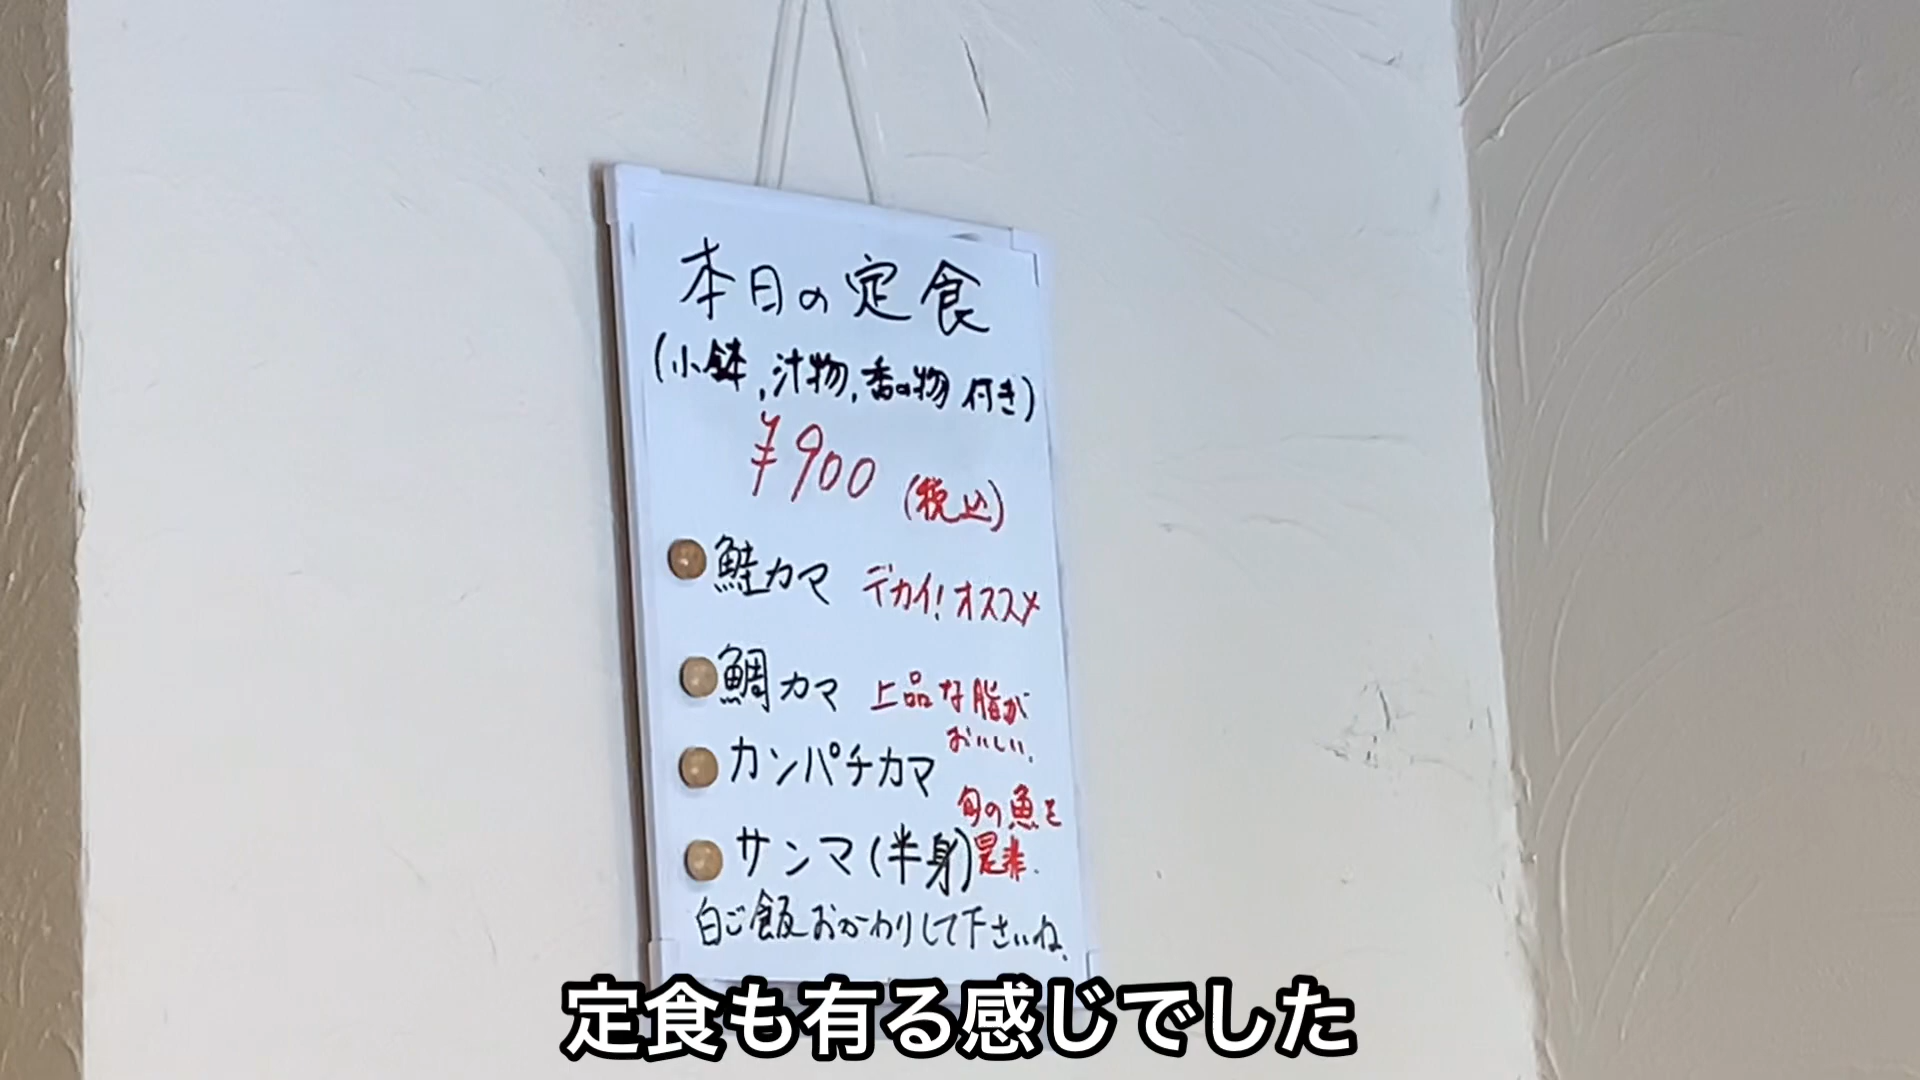 本日の定食
(小鉢,汁物,香の物付き)
¥900 (税込)
鮭カマ デカイ!オススメ
鯛カマ 上品な脂が
おいしい。
カンパチカマ
旬の魚を
サンマ(半身) 是非.
白ご飯おかわりして下さいね。
定食も有る感じでした